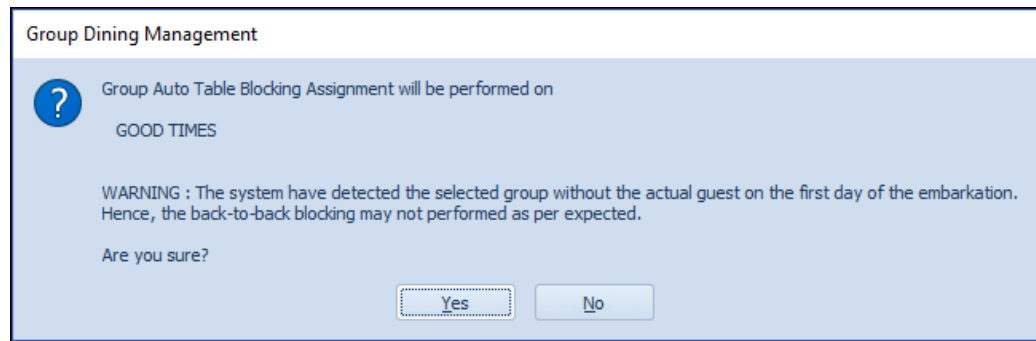 Group Dining Management
Group Auto Table Blocking Assignment will be performed on
GOOD TIMES
WARNING : The system have detected the selected group without the actual guest on the first day of the embarkation.
Hence, the back-to-back blocking may not performed as per expected.
Are you sure?
Yes No